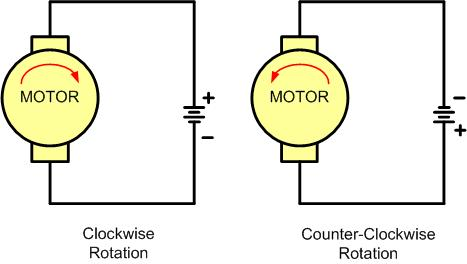 MOTOR
+
−
Clockwise
Rotation
MOTOR
−
+
Counter-Clockwise
Rotation